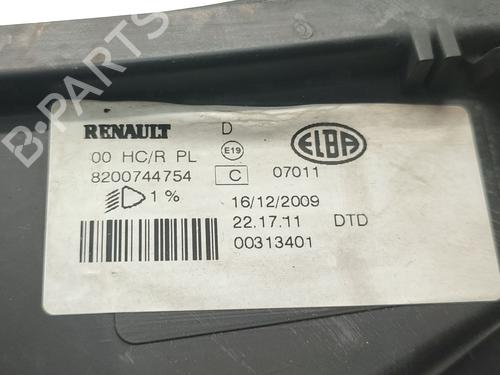 B-PARTS
RENAULT D ELBA
00 HC/R PL E19
8200744754 C 07011
1 % 16/12/2009
22.17.11 DTD
00313401